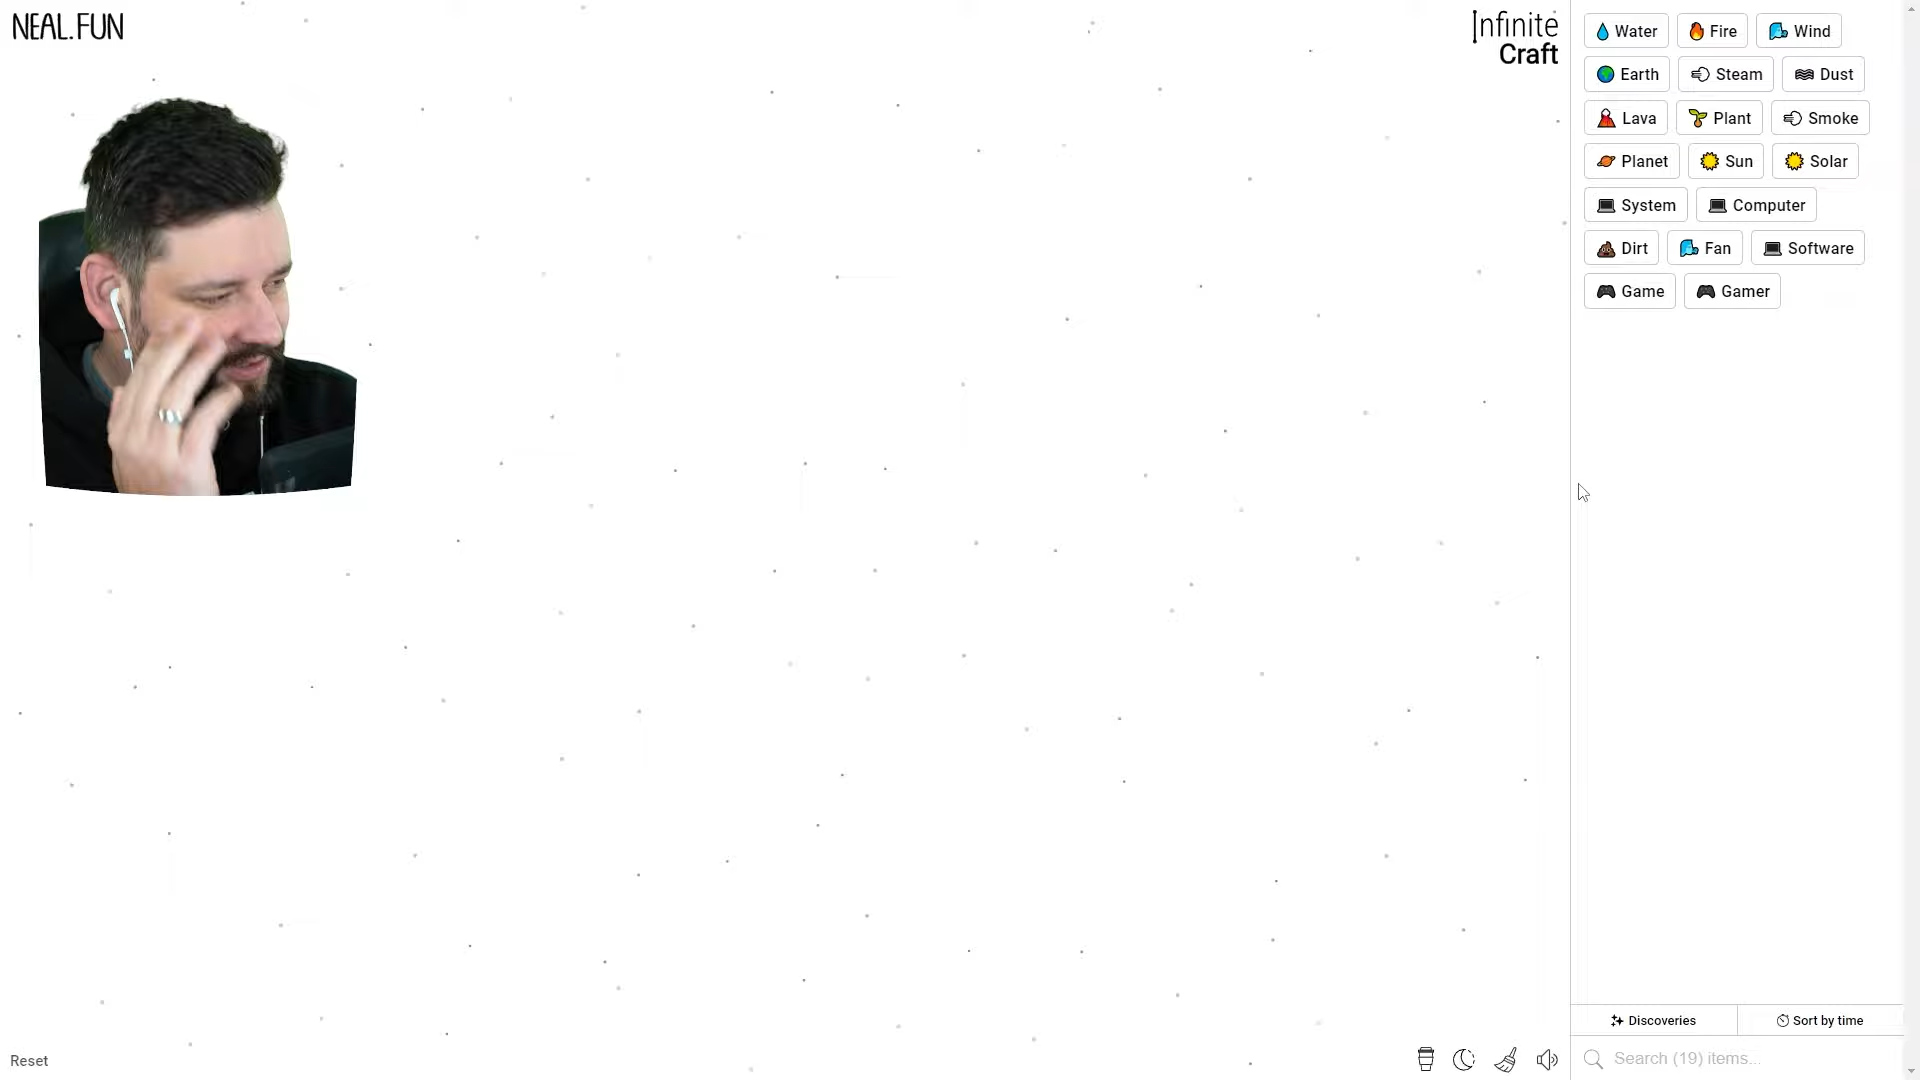 NEAL.FUN
Infinite
Craft
Water Fire Wind
Earth Steam Dust
Lava Plant Smoke
Planet Sun Solar
System Computer
Dirt Fan Software
Game Gamer
Discoveries Sort by time
Reset
Search (19) items...